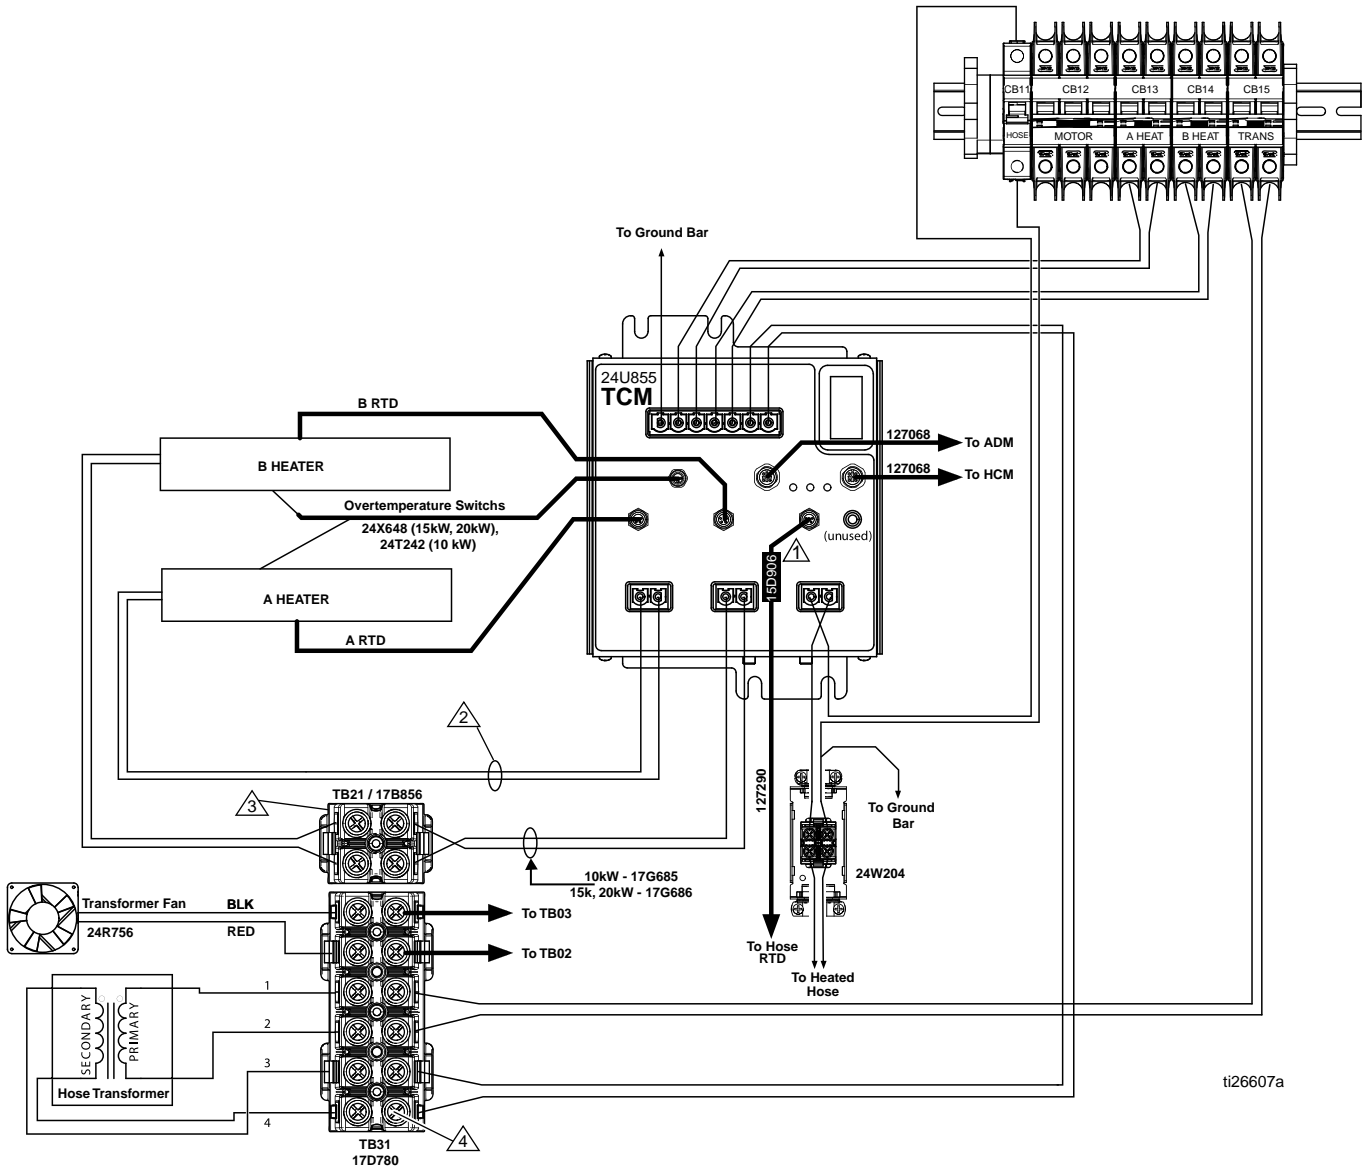 CB11
CB12
CB13
CB14
CB15
HOSE
MOTOR
A HEAT
B HEAT
TRANS
To Ground Bar
24U855
TCM
B RTD
127068
To ADM
127068
To HCM
B HEATER
Overtemperature Switchs
24X648 (15kW, 20kW),
24T242 (10 kW)
(unused)
1
15D906
A HEATER
A RTD
2
127290
TB21 / 17B856
3
To Ground
Bar
24W204
10kW - 17G685
15k, 20kW - 17G686
Transformer Fan
24R756
BLK
RED
To TB03
To TB02
To Hose
RTD
To Heated
Hose
SECONDARY
PRIMARY
Hose Transformer
1
2
3
4
TB31
17D780
4
ti26607a